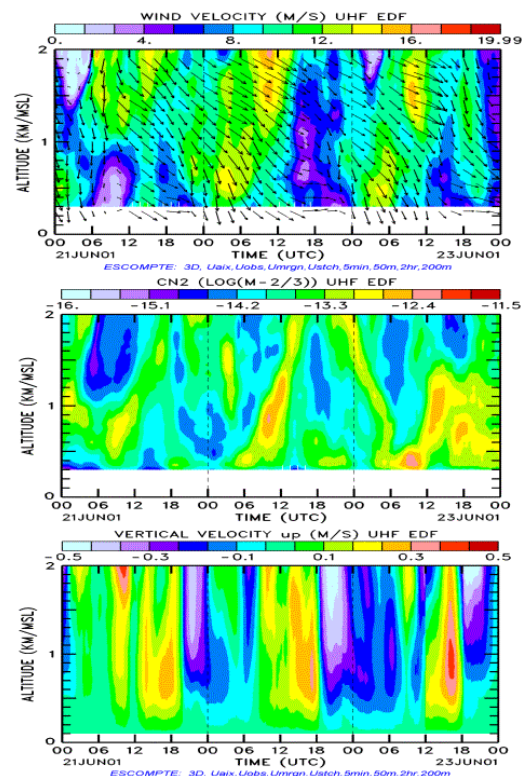 WIND VELOCITY (M/S) UHF EDF
0. 4. 8. 12. 16. 19.99
2
1
0
ALTITUDE (KM/MSL)
00 06 12 18 00 06 12 18 00 06 12 18 00
21JUN01 TIME (UTC) 23JUN01
ESCOMPTE: 3D, Uaix,Uobs,Umrgn,Ustch,5min,50m,2hr,200m
CN2 (LOG(M-2/3)) UHF EDF
-16. -15.1 -14.2 -13.3 -12.4 -11.5
2
1
0
ALTITUDE (KM/MSL)
00 06 12 18 00 06 12 18 00 06 12 18 00
21JUN01 TIME (UTC) 23JUN01
VERTICAL VELOCITY up (M/S) UHF EDF
-0.5 -0.3 -0.1 0.1 0.3 0.5
2
1
0
ALTITUDE (KM/MSL)
00 06 12 18 00 06 12 18 00 06 12 18 00
21JUN01 TIME (UTC) 23JUN01
ESCOMPTE: 3D, Uaix,Uobs,Umrgn,Ustch,5min,50m,2hr,200m